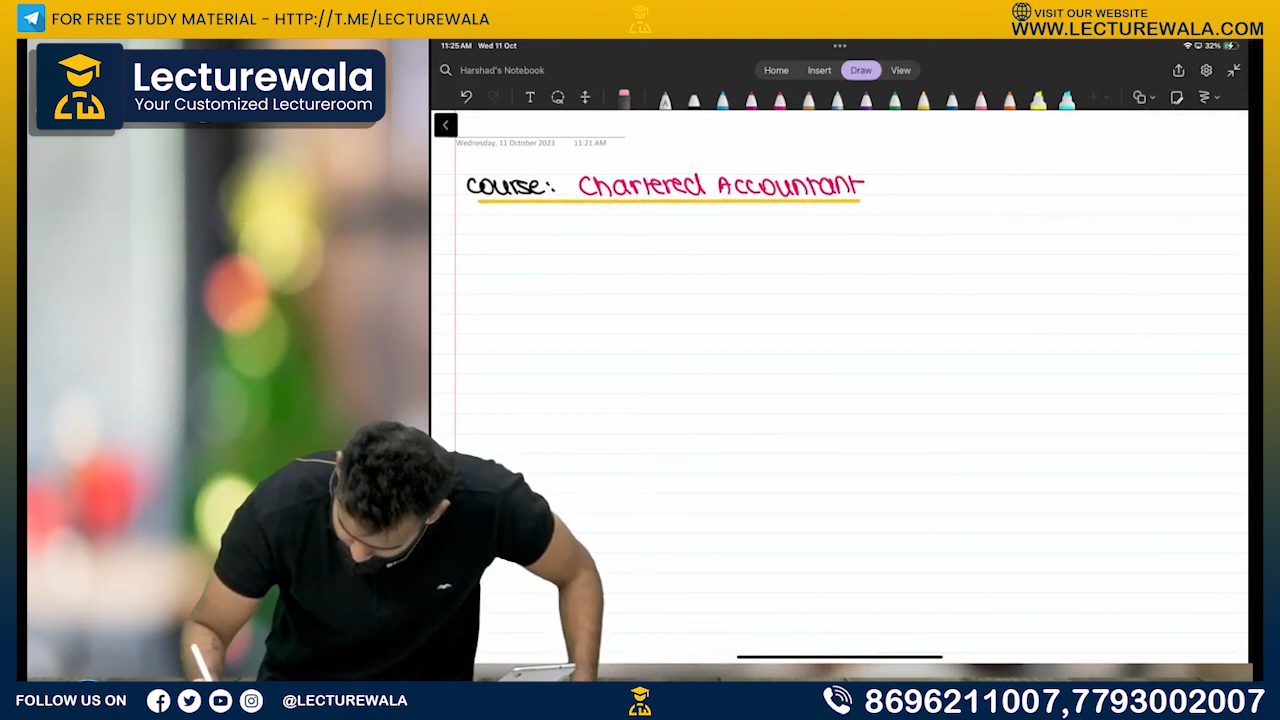 FOR FREE STUDY MATERIAL - HTTP://T.ME/LECTUREWALA
VISIT OUR WEBSITE
WWW.LECTUREWALA.COM
Lecturewala
Your Customized Lectureroom
11:25 AM Wed 11 Oct
32%
Harshad's Notebook
Home Insert Draw View
Wednesday, 11 October 2023 11:21 AM
Course: Chartered Accountant
FOLLOW US ON
@LECTUREWALA
8696211007,7793002007